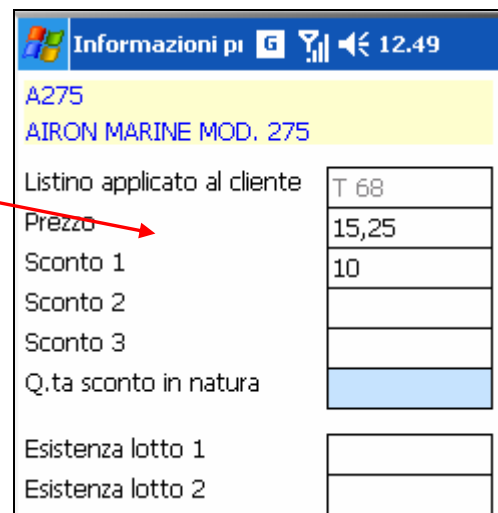 Informazioni pr G 12.49
A275
AIRON MARINE MOD. 275
Listino applicato al cliente T 68
Prezzo 15,25
Sconto 1 10
Sconto 2
Sconto 3
Q.ta sconto in natura
Esistenza lotto 1
Esistenza lotto 2